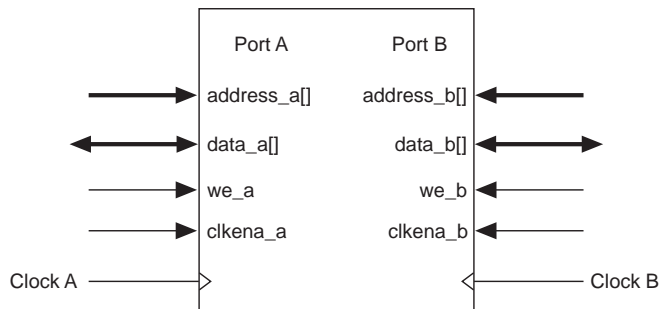 Port A Port B
address_a[] address_b[]
data_a[] data_b[]
we_a we_b
clkena_a clkena_b
Clock A Clock B